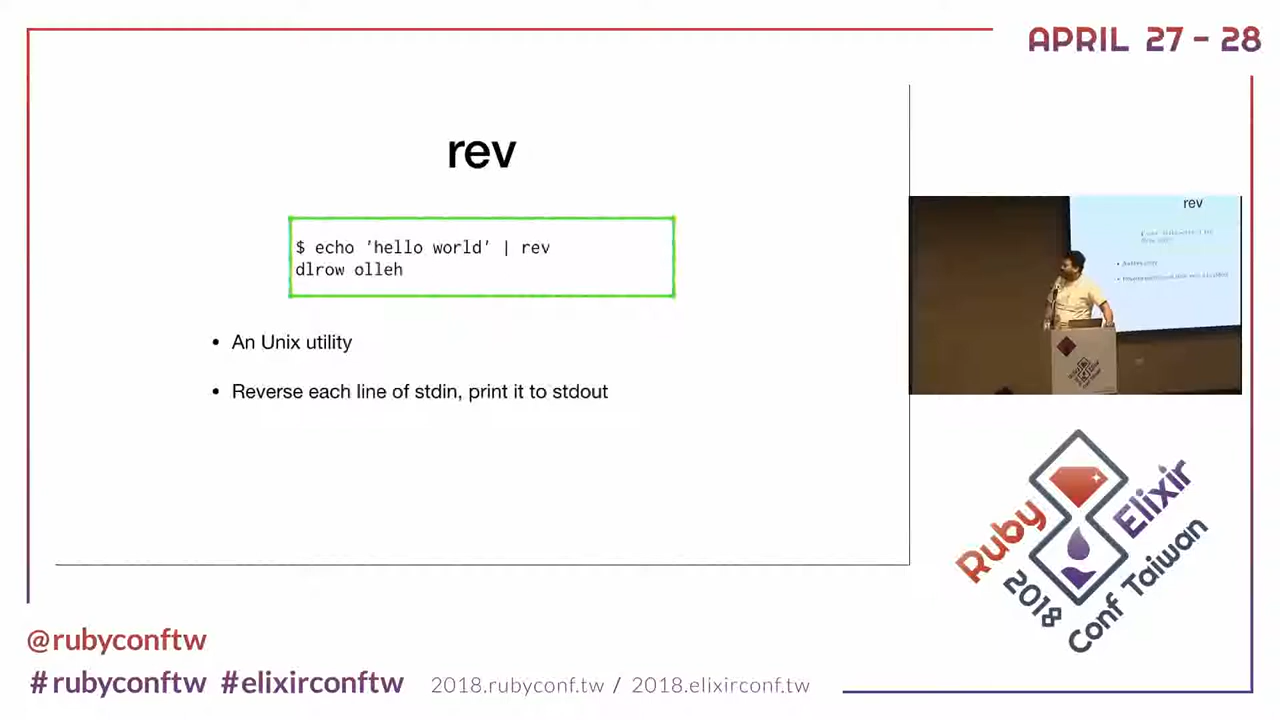 APRIL 27 - 28
rev
$ echo 'hello world' | rev
dlrow olleh
• An Unix utility
• Reverse each line of stdin, print it to stdout
rev
Ruby Elixir
2018 Conf Taiwan
@rubyconftw
#rubyconftw #elixirconftw 2018.rubyconf.tw / 2018.elixirconf.tw